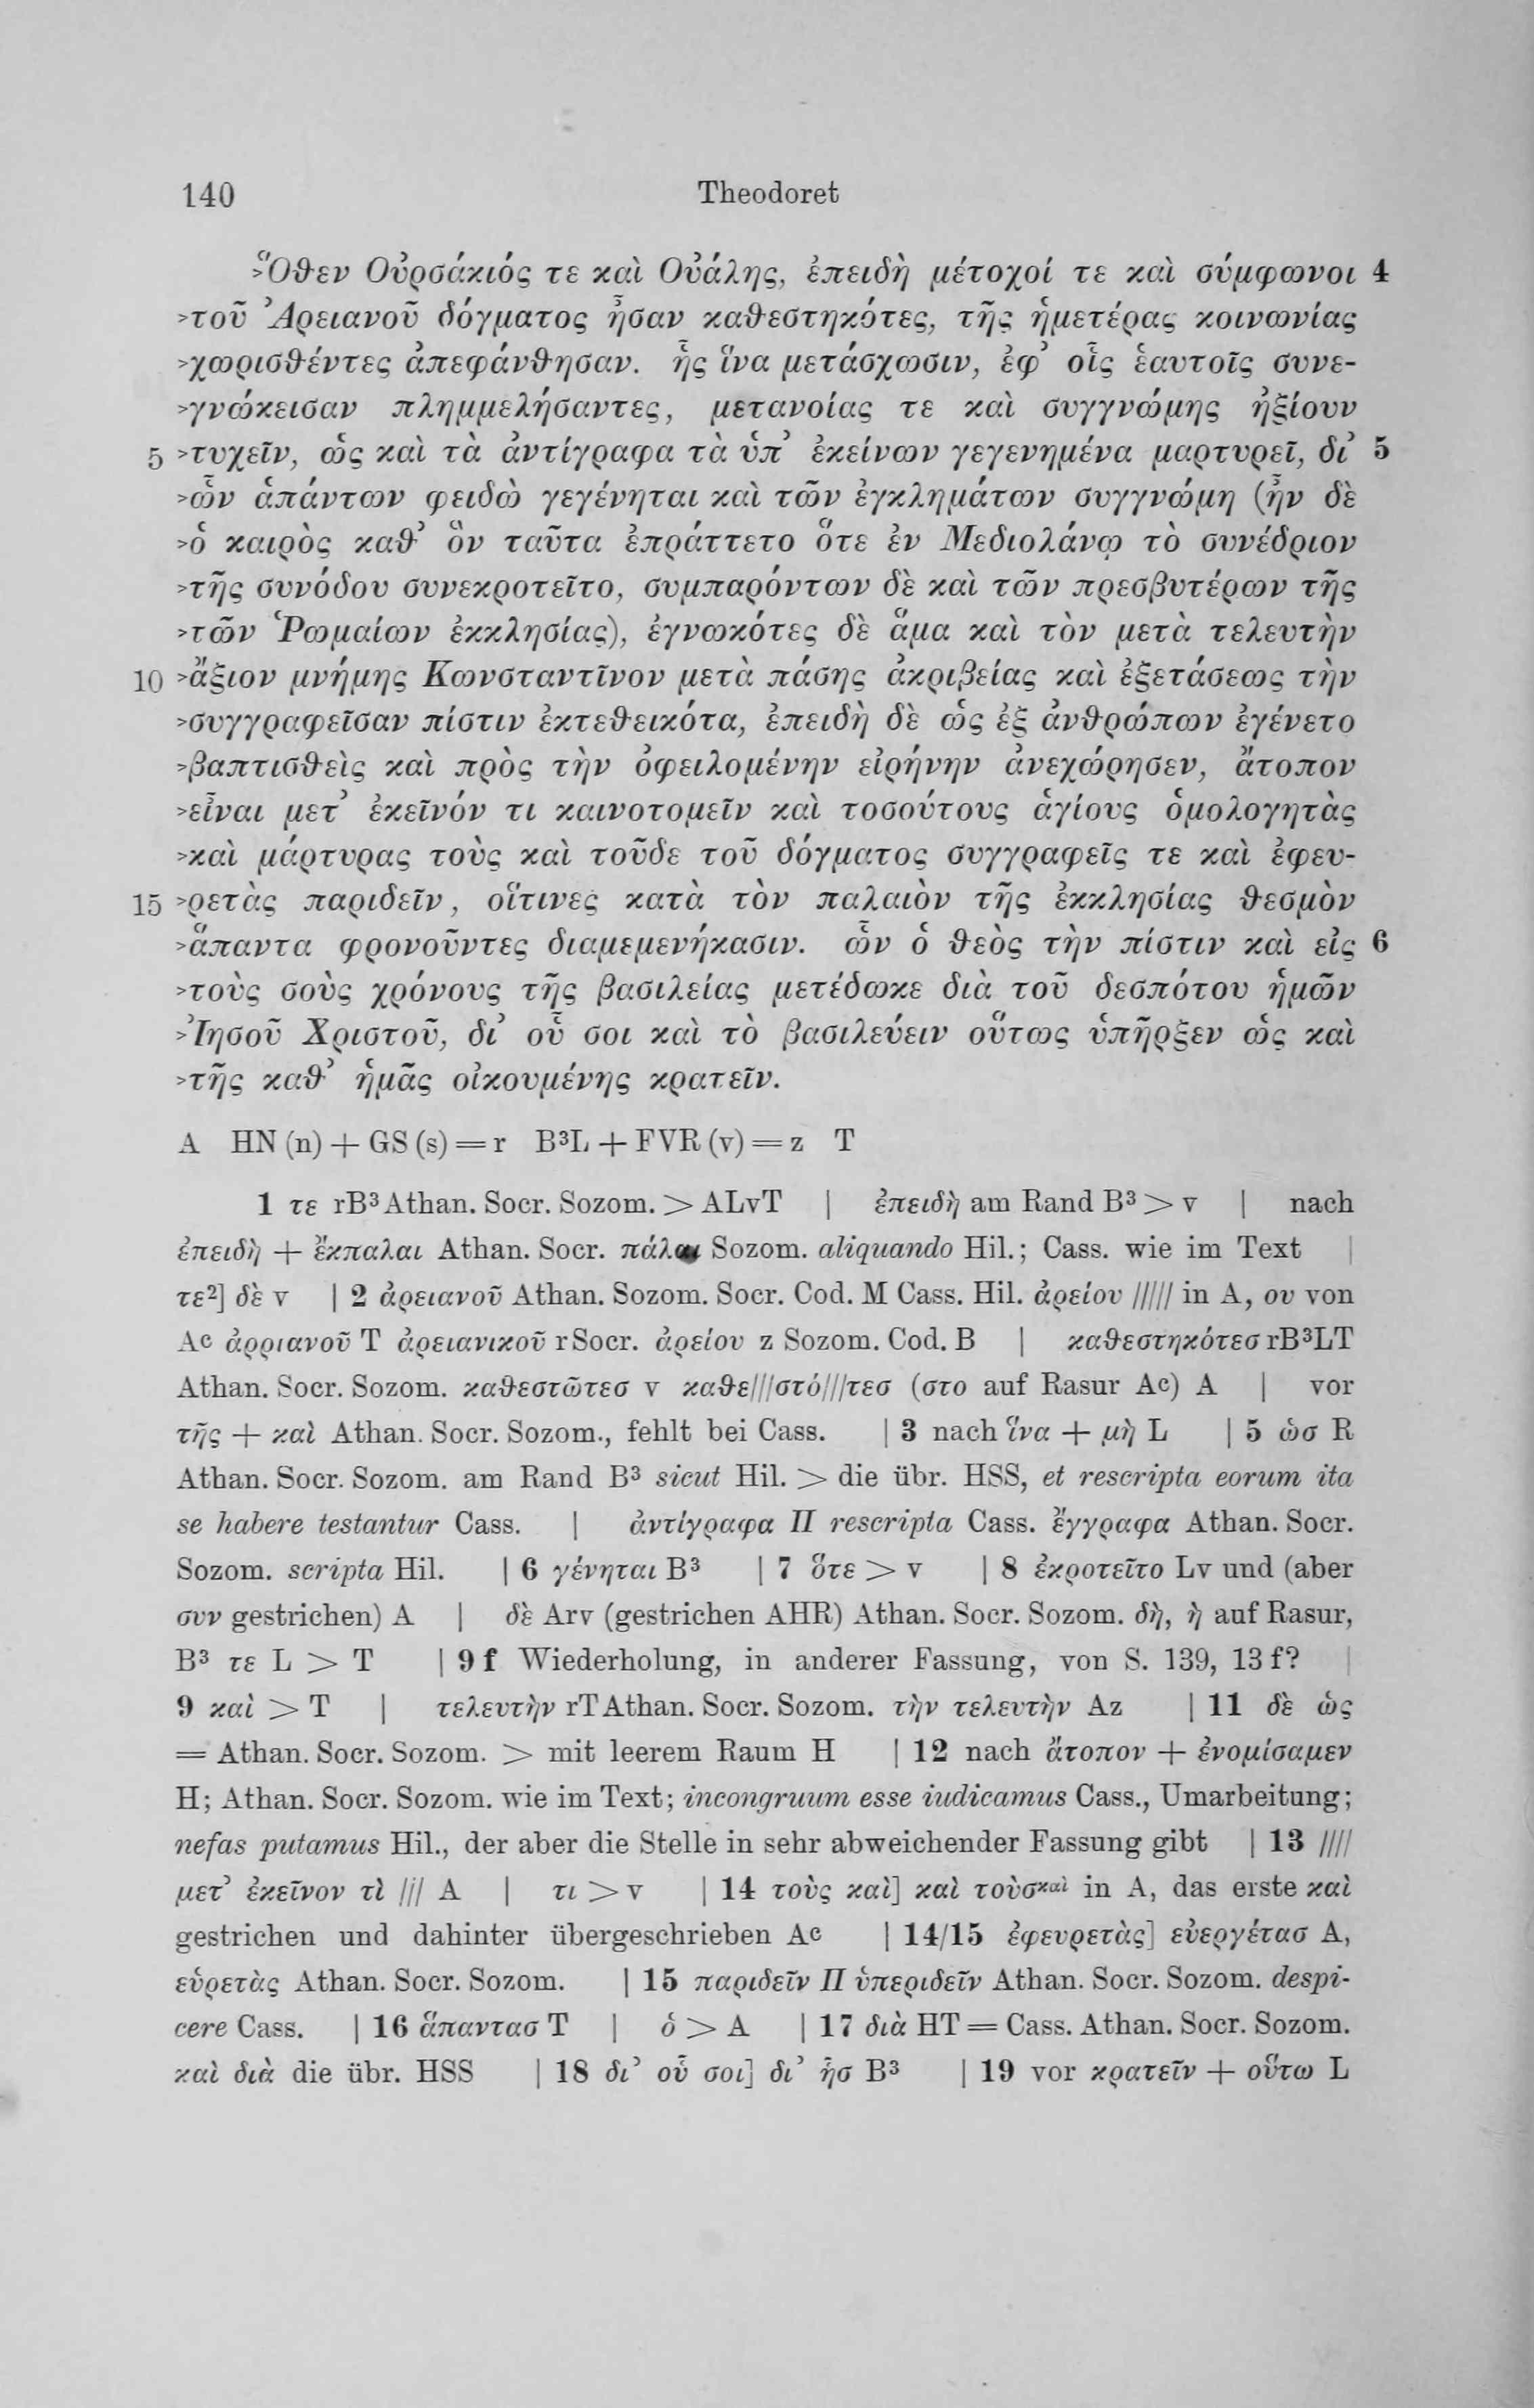 140 Theodoret
>Ὅθεν Οὐρσάκιός τε καὶ Οὐάλης, ἐπειδὴ μέτοχοί τε καὶ σύμφωνοι 4
>τοῦ Ἀρειανοῦ δόγματος ἦσαν καθεστηκότες, τῆς ἡμετέρας κοινωνίας
>χωρισθέντες ἀπεφάνθησαν. ἧς ἵνα μετάσχωσιν, ἐφ’ οἷς ἑαυτοῖς συνε-
>γνώκεισαν πλημμελήσαντες, μετανοίας τε καὶ συγγνώμης ἠξίουν
5 >τυχεῖν, ὡς καὶ τὰ ἀντίγραφα τὰ ὑπ’ ἐκείνων γεγενημένα μαρτυρεῖ, δι’ 5
>ὧν ἁπάντων φειδὼ γεγένηται καὶ τῶν ἐγκλημάτων συγγνώμη (ἦν δὲ
>ὁ καιρὸς καθ’ ὃν ταῦτα ἐπράττετο ὅτε ἐν Μεδιολάνῳ τὸ συνέδριον
>τῆς συνόδου συνεκροτεῖτο, συμπαρόντων δὲ καὶ τῶν πρεσβυτέρων τῆς
>τῶν Ῥωμαίων ἐκκλησίας), ἐγνωκότες δὲ ἅμα καὶ τὸν μετὰ τελευτὴν
10 >ἄξιον μνήμης Κωνσταντῖνον μετὰ πάσης ἀκριβείας καὶ ἐξετάσεως τὴν
>συγγραφεῖσαν πίστιν ἐκτεθεικότα, ἐπειδὴ δὲ ὡς ἐξ ἀνθρώπων ἐγένετο
>βαπτισθεὶς καὶ πρὸς τὴν ὀφειλομένην εἰρήνην ἀνεχώρησεν, ἄτοπον
>εἶναι μετ’ ἐκεῖνόν τι καινοτομεῖν καὶ τοσούτους ἁγίους ὁμολογητὰς
>καὶ μάρτυρας τοὺς καὶ τοῦδε τοῦ δόγματος συγγραφεῖς τε καὶ ἐφευ-
15 >ρετὰς παριδεῖν, οἵτινες κατὰ τὸν παλαιὸν τῆς ἐκκλησίας θεσμὸν
>ἅπαντα φρονοῦντες διαμεμενήκασιν. ὧν ὁ θεὸς τὴν πίστιν καὶ εἰς 6
>τοὺς σοὺς χρόνους τῆς βασιλείας μετέδωκε διὰ τοῦ δεσπότου ἡμῶν
>Ἰησοῦ Χριστοῦ, δι’ οὗ σοι καὶ τὸ βασιλεύειν οὕτως ὑπῆρξεν ὡς καὶ
>τῆς καθ’ ἡμᾶς οἰκουμένης κρατεῖν.
A HN (n) + GS (s) = r B³L + FVR (v) = z T
1 τε rB³ Athan. Socr. Sozom. > ALvT | ἐπειδὴ am Rand B³ > v | nach
ἐπειδὴ + ἔκπαλαι Athan. Socr. πάλαι Sozom. aliquando Hil.; Cass. wie im Text |
τε²] δὲ v | 2 ἀρειανοῦ Athan. Sozom. Socr. Cod. M Cass. Hil. ἀρείου ///// in A, ου von
Aᶜ ἀρριανοῦ T ἀρειανικοῦ r Socr. ἀρείου z Sozom. Cod. B | καθεστηκότεσ rB³LT
Athan. Socr. Sozom. καθεστῶτεσ v καθε///στό///τεσ (στο auf Rasur Aᶜ) A | vor
τῆς + καὶ Athan. Socr. Sozom., fehlt bei Cass. | 3 nach ἵνα + μὴ L | 5 ὡσ R
Athan. Socr. Sozom. am Rand B³ sicut Hil. > die übr. HSS, et rescripta eorum ita
se habere testantur Cass. | ἀντίγραφα Π rescripta Cass. ἔγγραφα Athan. Socr.
Sozom. scripta Hil. | 6 γένηται B³ | 7 ὅτε > v | 8 ἐκροτεῖτο Lv und (aber
συν gestrichen) A | δὲ Arv (gestrichen AHR) Athan. Socr. Sozom. δὴ, ὴ auf Rasur,
B³ τε L > T | 9 f Wiederholung, in anderer Fassung, von S. 139, 13 f? |
9 καὶ > T | τελευτὴν rT Athan. Socr. Sozom. τὴν τελευτὴν Az | 11 δὲ ὡς
= Athan. Socr. Sozom. > mit leerem Raum H | 12 nach ἄτοπον + ἐνομίσαμεν
H; Athan. Socr. Sozom. wie im Text; incongruum esse iudicamus Cass., Umarbeitung;
nefas putamus Hil., der aber die Stelle in sehr abweichender Fassung gibt | 13 ////
μετ’ ἐκεῖνον τὶ /// A | τι > v | 14 τοὺς καὶ] καὶ τοὺσκαὶ in A, das erste καὶ
gestrichen und dahinter übergeschrieben Aᶜ | 14/15 ἐφευρετὰς] εὐεργέτασ A,
εὑρετὰς Athan. Socr. Sozom. | 15 παριδεῖν Π ὑπεριδεῖν Athan. Socr. Sozom. despi-
cere Cass. | 16 ἅπαντασ T | ὁ > A | 17 διὰ HT = Cass. Athan. Socr. Sozom.
καὶ διὰ die übr. HSS | 18 δι’ οὗ σοι] δι’ ἧσ B³ | 19 vor κρατεῖν + οὕτω L